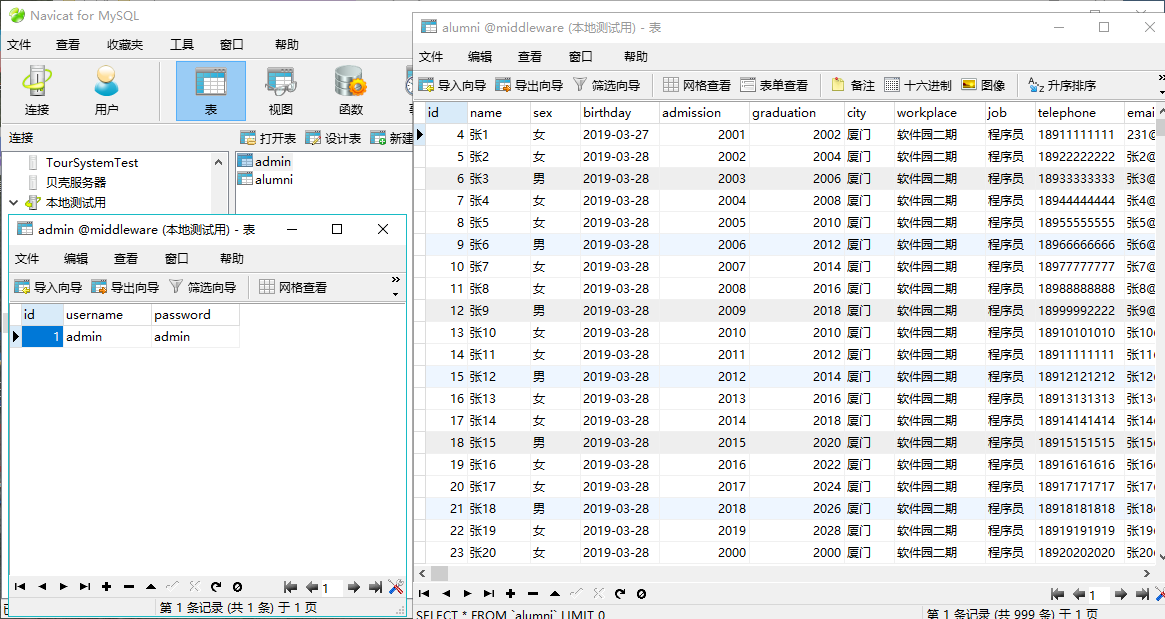 Navicat for MySQL
文件 查看 收藏夹 工具 窗口 帮助
连接 用户 表 视图 函数
连接
打开表 设计表 新建
TourSystemTest
贝壳服务器
本地测试用
admin
alumni
admin @middleware (本地测试用) - 表
文件 编辑 查看 窗口 帮助
导入向导 导出向导 筛选向导 网格查看
id username password
1 admin admin
1
第 1 条记录 (共 1 条) 于 1 页
alumni @middleware (本地测试用) - 表
文件 编辑 查看 窗口 帮助
导入向导 导出向导 筛选向导 网格查看 表单查看 备注 十六进制 图像 升序排序
id name sex birthday admission graduation city workplace job telephone emai
4 张1 女 2019-03-27 2001 2002 厦门 软件园二期 程序员 18911111111 231@
5 张2 女 2019-03-28 2002 2004 厦门 软件园二期 程序员 18922222222 张2@
6 张3 男 2019-03-28 2003 2006 厦门 软件园二期 程序员 18933333333 张3@
7 张4 女 2019-03-28 2004 2008 厦门 软件园二期 程序员 18944444444 张4@
8 张5 女 2019-03-28 2005 2010 厦门 软件园二期 程序员 18955555555 张5@
9 张6 男 2019-03-28 2006 2012 厦门 软件园二期 程序员 18966666666 张6@
10 张7 女 2019-03-28 2007 2014 厦门 软件园二期 程序员 18977777777 张7@
11 张8 女 2019-03-28 2008 2016 厦门 软件园二期 程序员 18988888888 张8@
12 张9 男 2019-03-28 2009 2018 厦门 软件园二期 程序员 18999992222 张9@
13 张10 女 2019-03-28 2010 2010 厦门 软件园二期 程序员 18910101010 张10
14 张11 女 2019-03-28 2011 2012 厦门 软件园二期 程序员 18911111111 张11
15 张12 男 2019-03-28 2012 2014 厦门 软件园二期 程序员 18912121212 张12
16 张13 女 2019-03-28 2013 2016 厦门 软件园二期 程序员 18913131313 张13
17 张14 女 2019-03-28 2014 2018 厦门 软件园二期 程序员 18914141414 张14
18 张15 男 2019-03-28 2015 2020 厦门 软件园二期 程序员 18915151515 张15
19 张16 女 2019-03-28 2016 2022 厦门 软件园二期 程序员 18916161616 张16
20 张17 女 2019-03-28 2017 2024 厦门 软件园二期 程序员 18917171717 张17
21 张18 男 2019-03-28 2018 2026 厦门 软件园二期 程序员 18918181818 张18
22 张19 女 2019-03-28 2019 2028 厦门 软件园二期 程序员 18919191919 张19
23 张20 女 2019-03-28 2000 2000 厦门 软件园二期 程序员 18920202020 张20
1
SELECT * FROM `alumni` LIMIT 0
第 1 条记录 (共 999 条) 于 1 页